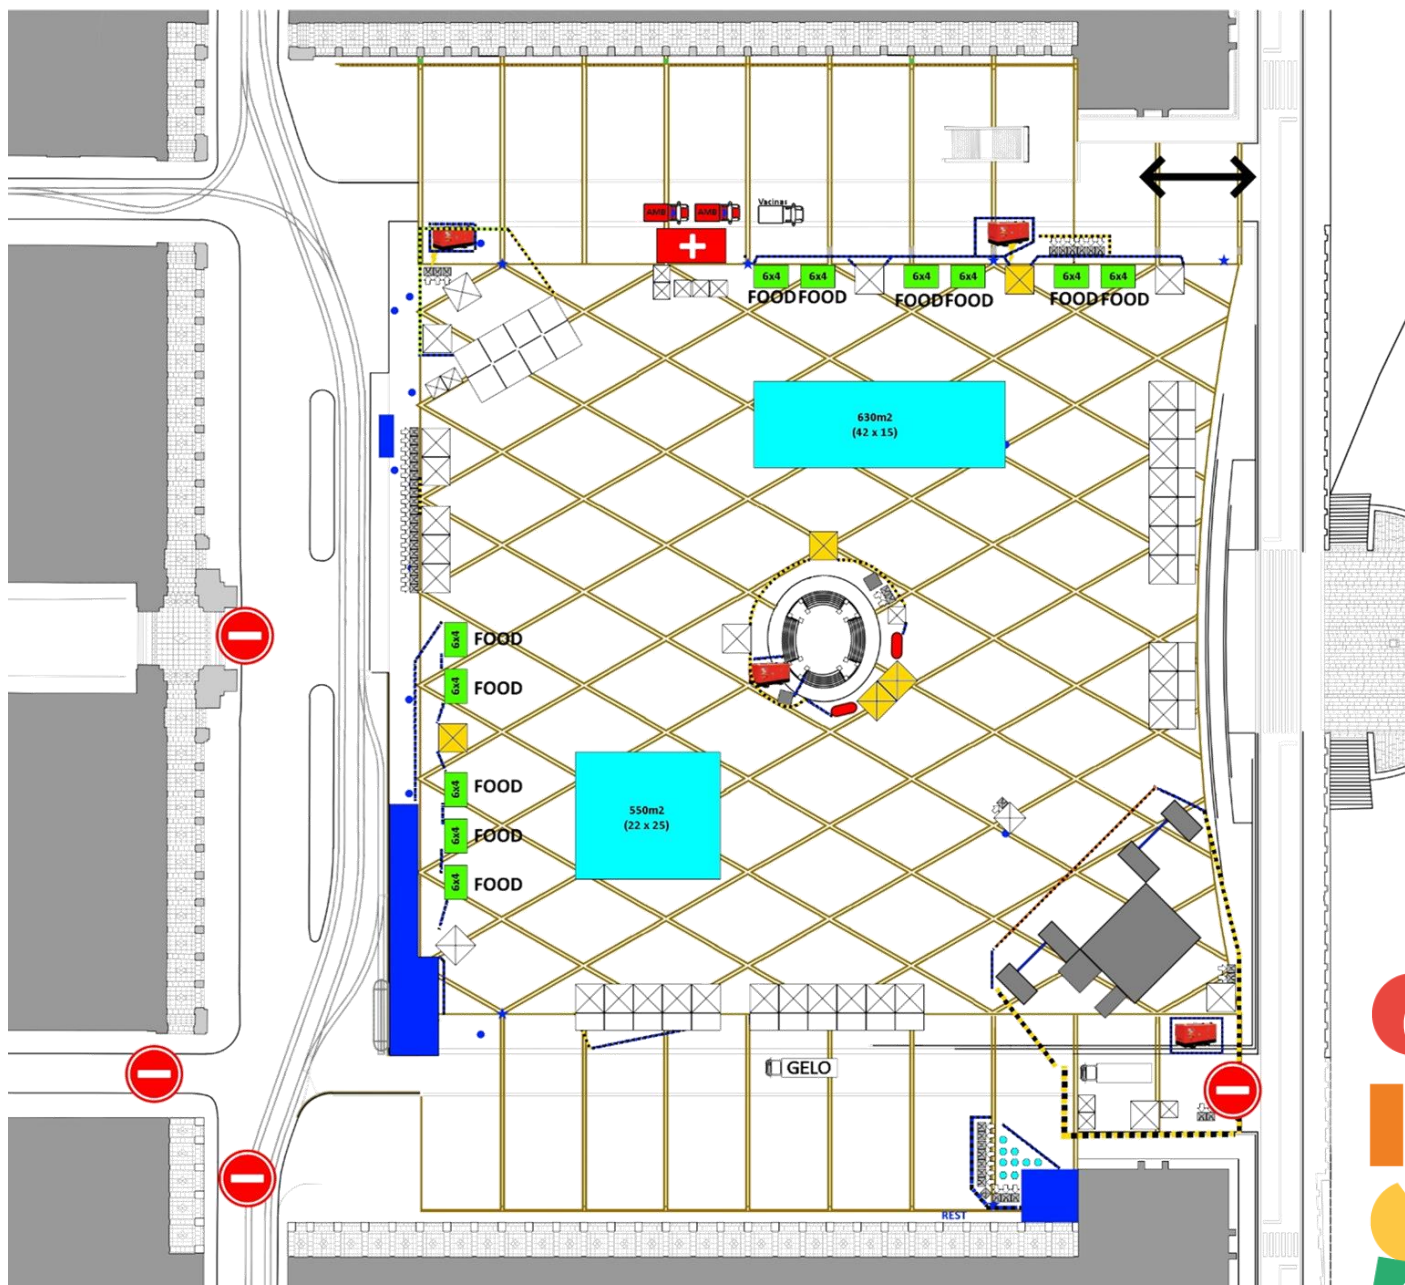 Vacinas
AMB AMB
6x4 6x4 6x4 6x4 6x4 6x4
FOOD FOOD FOOD FOOD FOOD FOOD
630m2
(42 x 15)
6x4 FOOD
6x4 FOOD
6x4 FOOD
6x4 FOOD
6x4 FOOD
550m2
(22 x 25)
GELO
REST